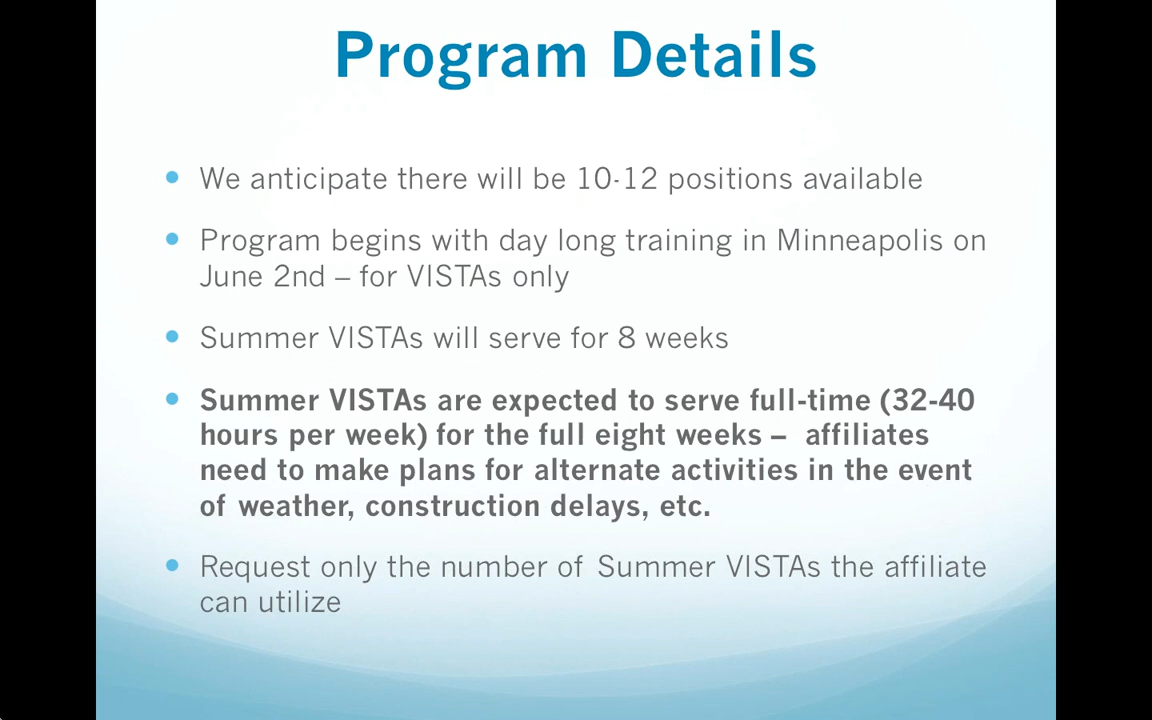 Program Details
We anticipate there will be 10-12 positions available
Program begins with day long training in Minneapolis on
June 2nd – for VISTAs only
Summer VISTAs will serve for 8 weeks
Summer VISTAs are expected to serve full-time (32-40
hours per week) for the full eight weeks – affiliates
need to make plans for alternate activities in the event
of weather, construction delays, etc.
Request only the number of Summer VISTAs the affiliate
can utilize